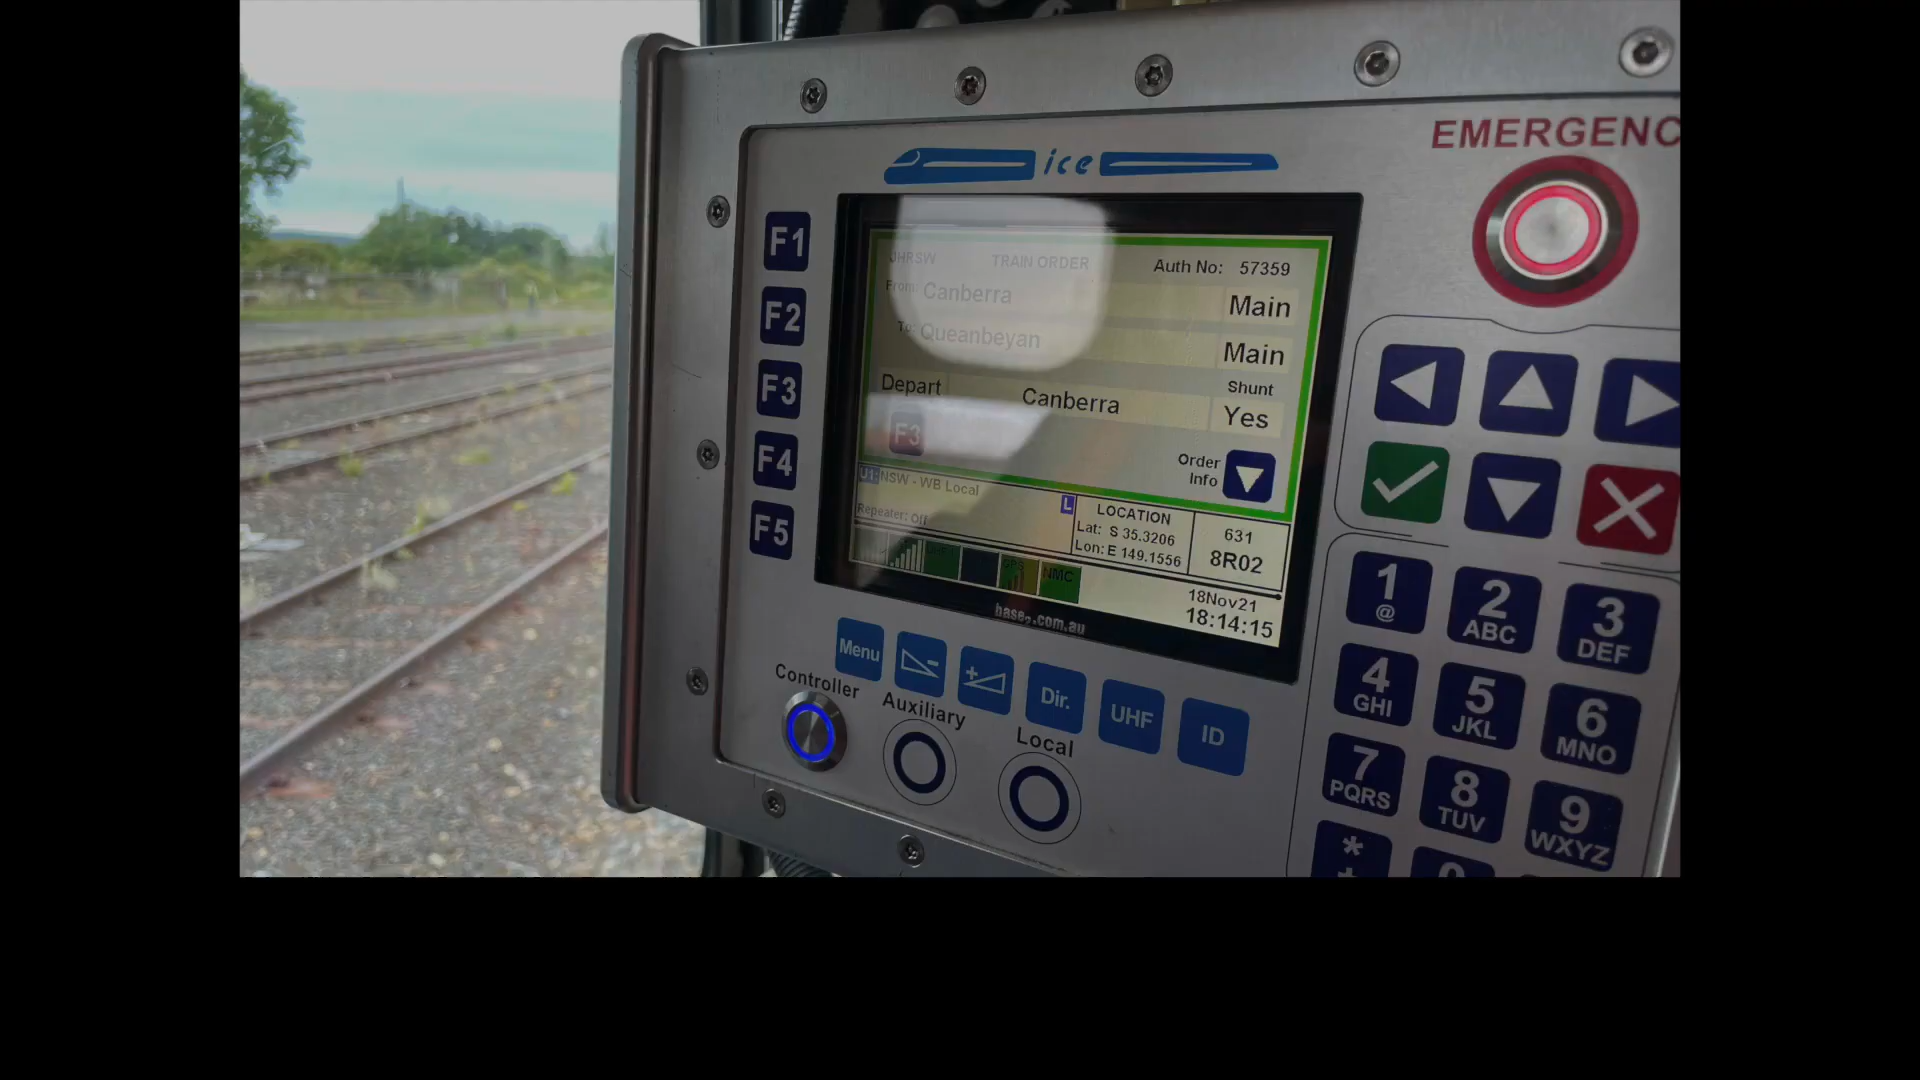 EMERGENC
ice
F1
F2
F3
F4
F5
JHRSW TRAIN ORDER Auth No: 57359
From: Canberra Main
To: Queanbeyan Main
Depart Canberra Shunt
Yes
F3
Order
Info
U1: NSW - WB Local L
Repeater: Off
LOCATION
Lat: S 35.3206
Lon: E 149.1556
631
8R02
GPS NMC
18Nov21
18:14:15
base2.com.au
Menu - + Dir. UHF ID
Controller Auxiliary Local
1 2 3
@ ABC DEF
4 5 6
GHI JKL MNO
7 8 9
PQRS TUV WXYZ
*